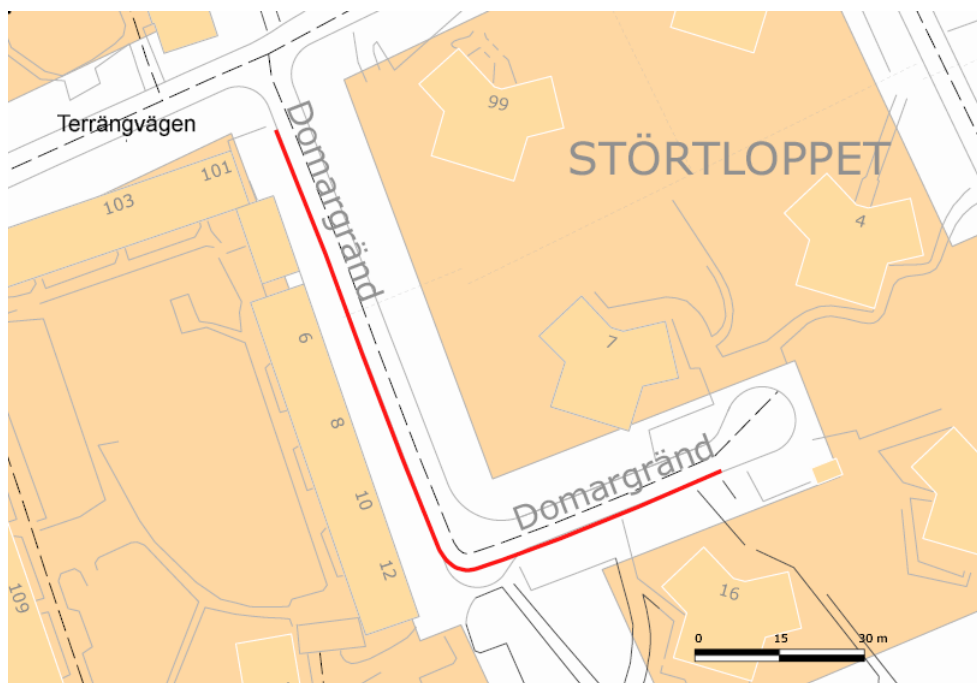 99
Terrängvägen
Domargränd
STÖRTLOPPET
101
103
4
6
7
8
Domargränd
10
12
16
109
0 15 30 m